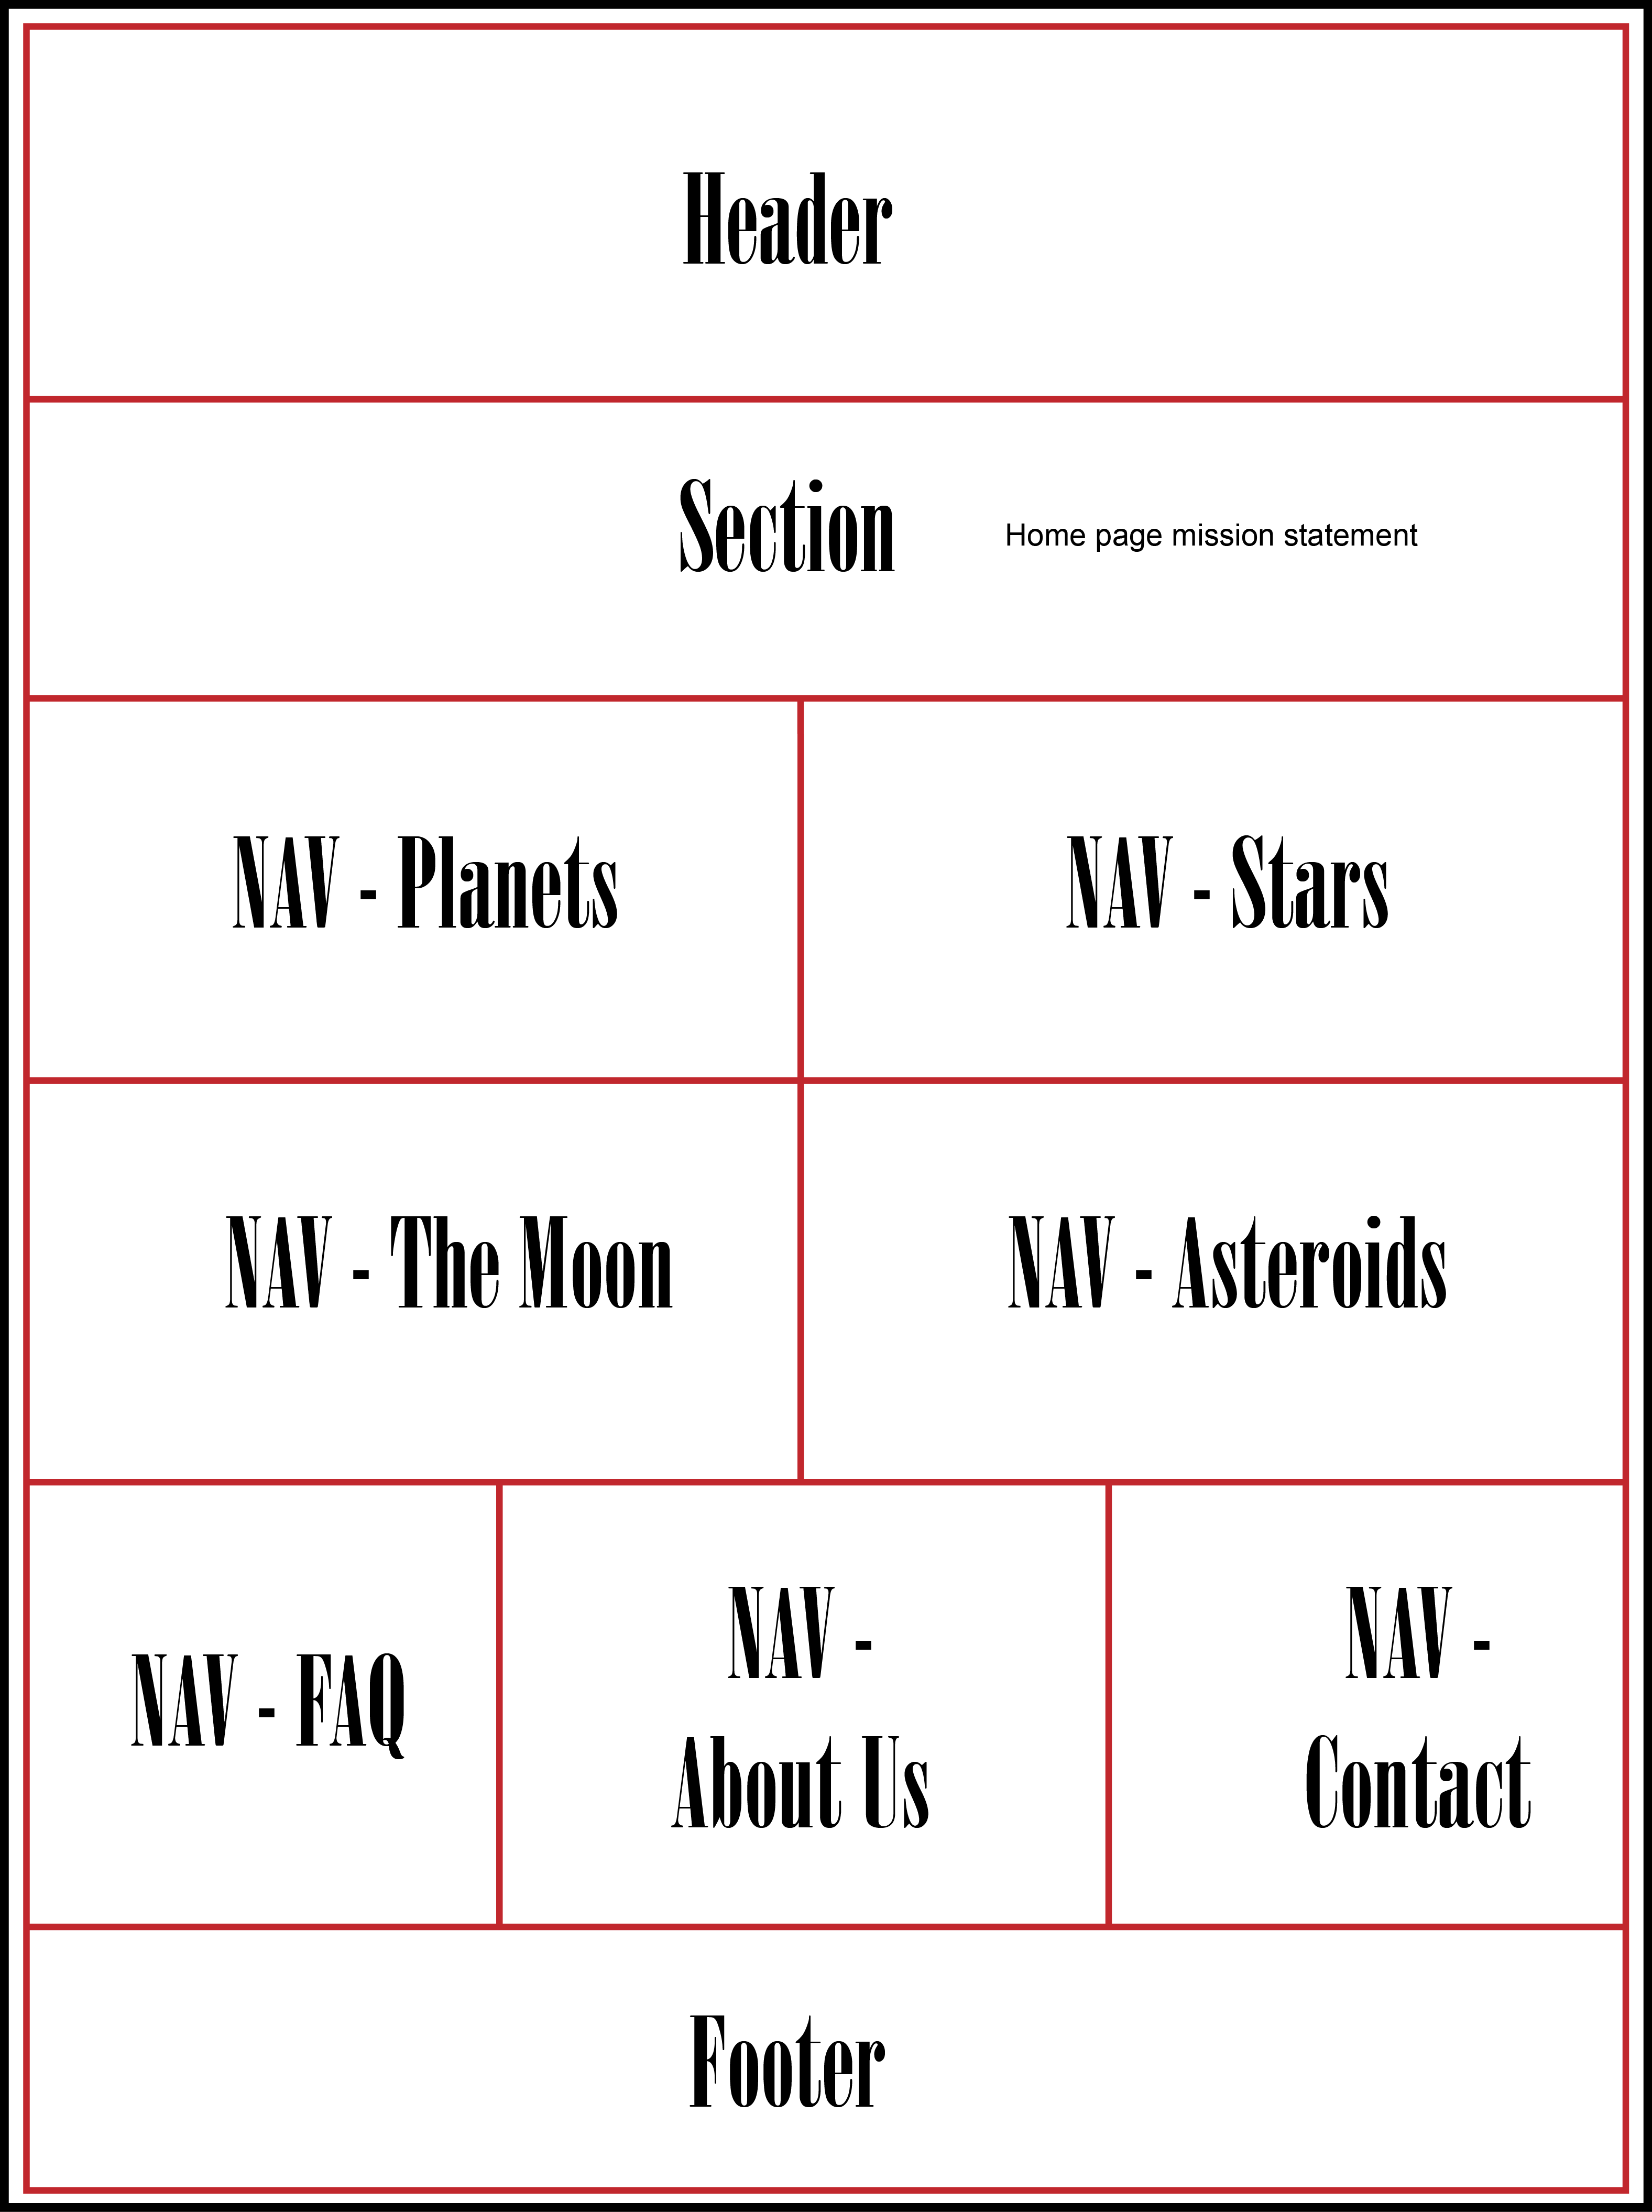 Header
Section
Home page mission statement
NAV - Planets
NAV - Stars
NAV - The Moon
NAV - Asteroids
NAV - FAQ
NAV -
About Us
NAV -
Contact
Footer